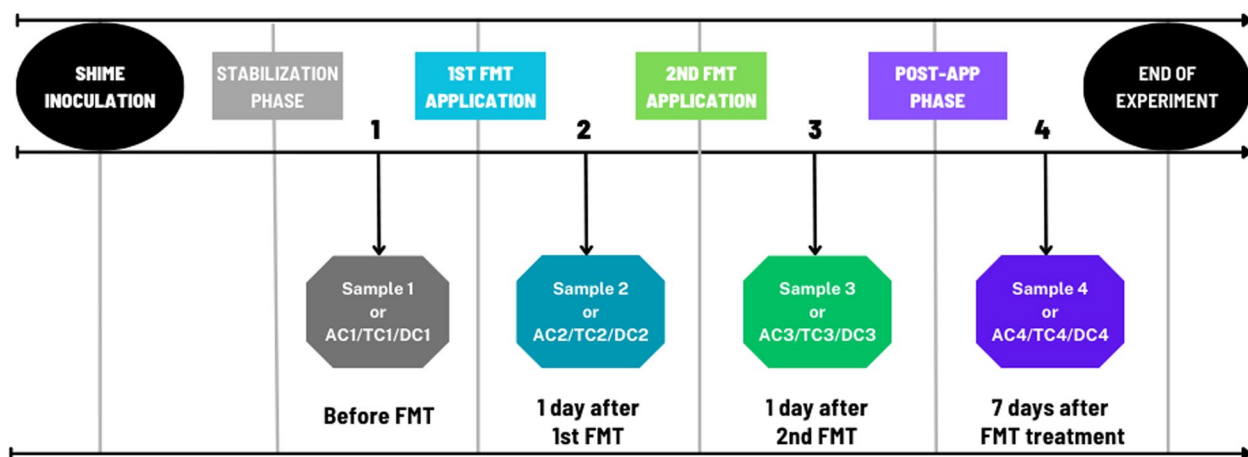 SHIME
INOCULATION
STABILIZATION
PHASE
1ST FMT
APPLICATION
2ND FMT
APPLICATION
POST-APP
PHASE
END OF
EXPERIMENT
1
2
3
4
Sample 1
or
AC1/TC1/DC1
Sample 2
or
AC2/TC2/DC2
Sample 3
or
AC3/TC3/DC3
Sample 4
or
AC4/TC4/DC4
Before FMT
1 day after
1st FMT
1 day after
2nd FMT
7 days after
FMT treatment